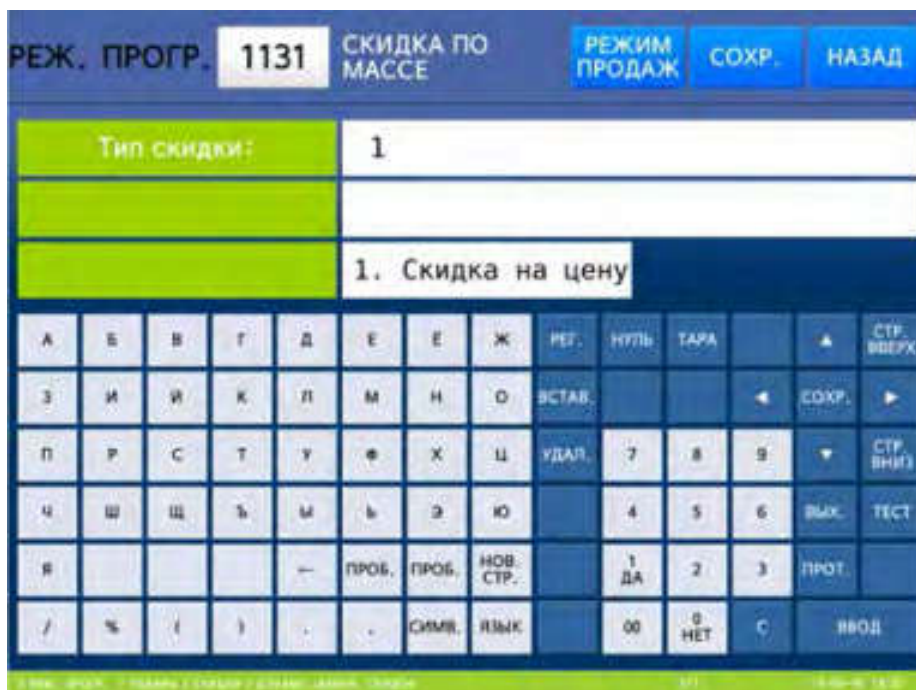 РЕЖ. ПРОГР. 1131 СКИДКА ПО МАССЕ РЕЖИМ ПРОДАЖ СОХР. НАЗАД
Тип скидки: 1
1. Скидка на цену
А Б В Г Д Е Ё Ж РЕГ. НУЛЬ ТАРА ▲ СТР. ВВЕРХ
З И Й К Л М Н О ВСТАВ. ◄ СОХР. ►
П Р С Т У Ф Х Ц УДАЛ. 7 8 9 ▼ СТР. ВНИЗ
Ч Ш Щ Ъ Ы Ь Э Ю 4 5 6 ВЫХ. ТЕСТ
Я ← ПРОБ. ПРОБ. НОВ. СТР. 1 ДА 2 3 ПРОТ.
/ % ( ) СИМВ. ЯЗЫК 00 0 НЕТ C ВВОД